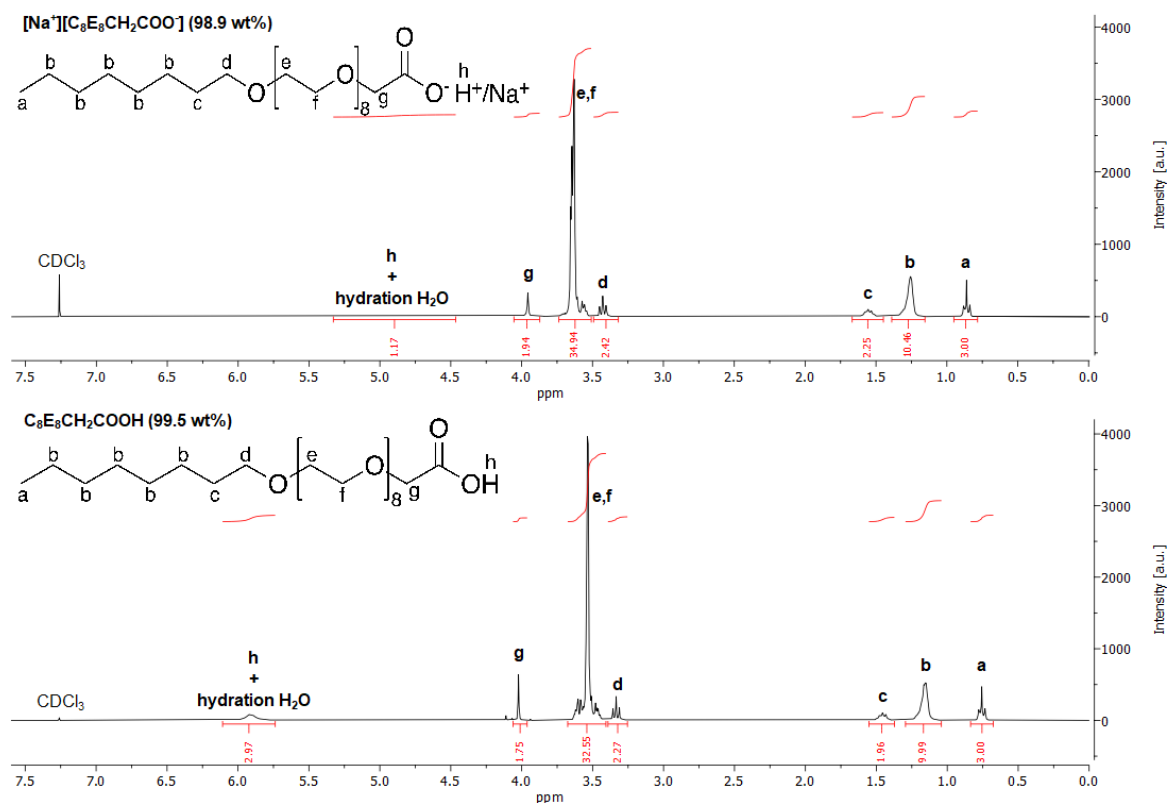 [Na⁺][C₈E₈CH₂COO⁻] (98.9 wt%)
b b b d e O O
a b b c O f 8 g O⁻ H⁺/Na⁺
h
e,f
CDCl₃
h
+
hydration H₂O
g
d
c
b
a
1.17
1.94
34.94
2.42
2.25
10.46
3.00
7.5 7.0 6.5 6.0 5.5 5.0 4.5 4.0 3.5 3.0 2.5 2.0 1.5 1.0 0.5 0.0
ppm
4000
3000
2000
1000
0
Intensity [a.u.]
C₈E₈CH₂COOH (99.5 wt%)
b b b d e O O
a b b c O f 8 g OH
h
e,f
CDCl₃
h
+
hydration H₂O
g
d
c
b
a
2.97
1.75
32.55
2.27
1.96
9.99
3.00
7.5 7.0 6.5 6.0 5.5 5.0 4.5 4.0 3.5 3.0 2.5 2.0 1.5 1.0 0.5 0.0
ppm
4000
3000
2000
1000
0
Intensity [a.u.]